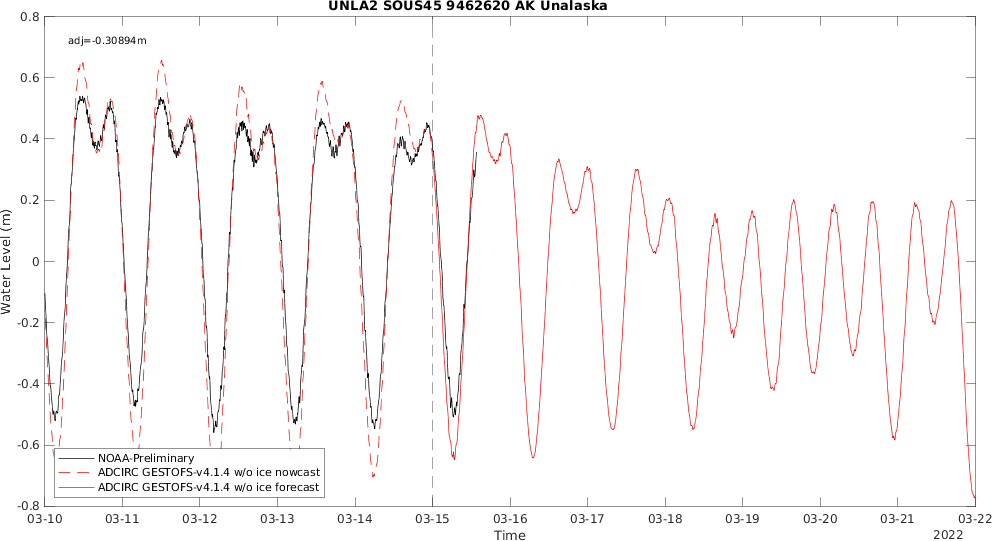 UNLA2 SOUS45 9462620 AK Unalaska
adj=-0.30894m
Water Level (m)
0.8
0.6
0.4
0.2
0
-0.2
-0.4
-0.6
-0.8
NOAA-Preliminary
ADCIRC GESTOFS-v4.1.4 w/o ice nowcast
ADCIRC GESTOFS-v4.1.4 w/o ice forecast
03-10 03-11 03-12 03-13 03-14 03-15 03-16 03-17 03-18 03-19 03-20 03-21 03-22
Time
2022